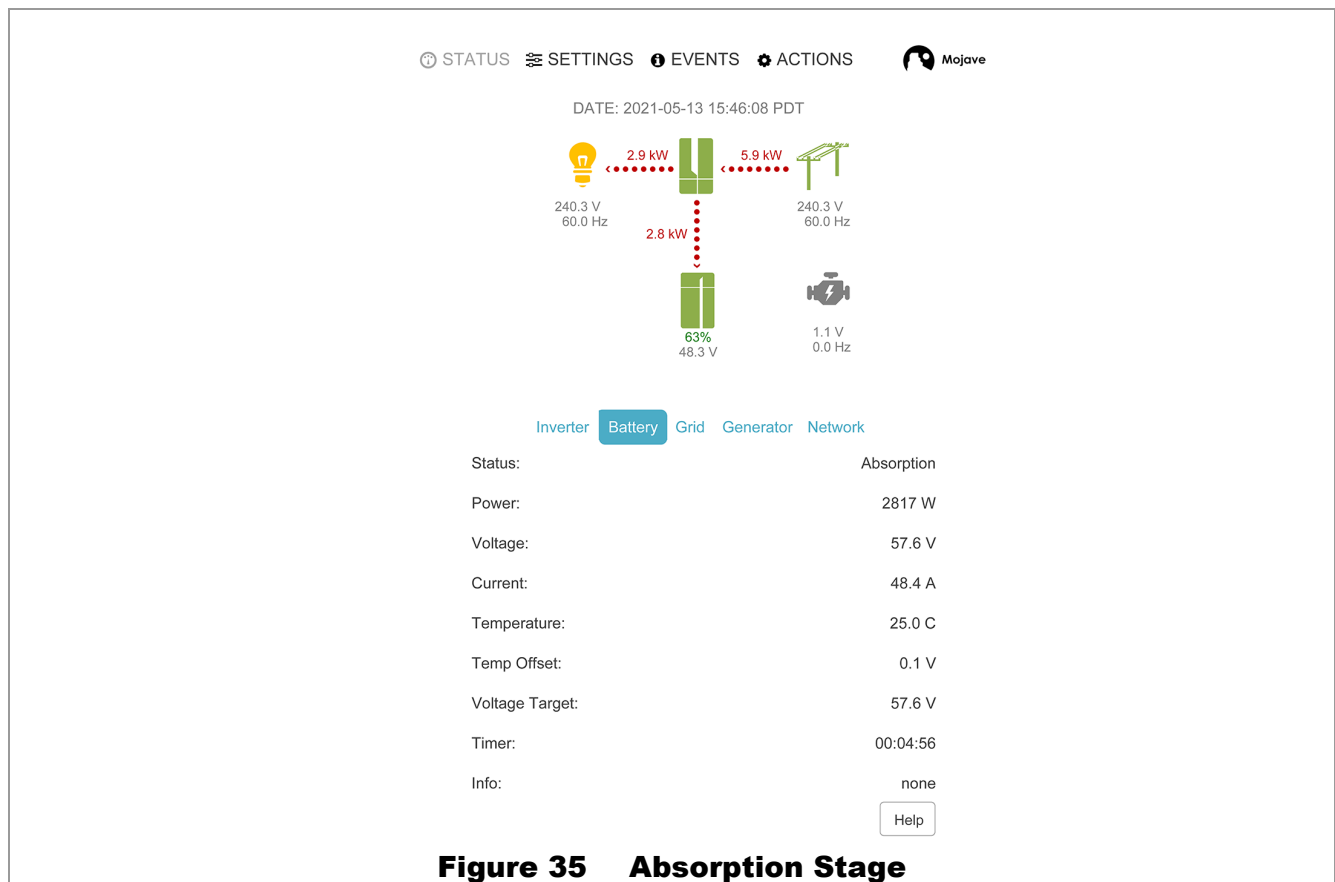 STATUS SETTINGS EVENTS ACTIONS Mojave
DATE: 2021-05-13 15:46:08 PDT
2.9 kW 5.9 kW
240.3 V 240.3 V
60.0 Hz 60.0 Hz
2.8 kW
63%
48.3 V
1.1 V
0.0 Hz
Inverter Battery Grid Generator Network
Status: Absorption
Power: 2817 W
Voltage: 57.6 V
Current: 48.4 A
Temperature: 25.0 C
Temp Offset: 0.1 V
Voltage Target: 57.6 V
Timer: 00:04:56
Info: none
Help
Figure 35 Absorption Stage